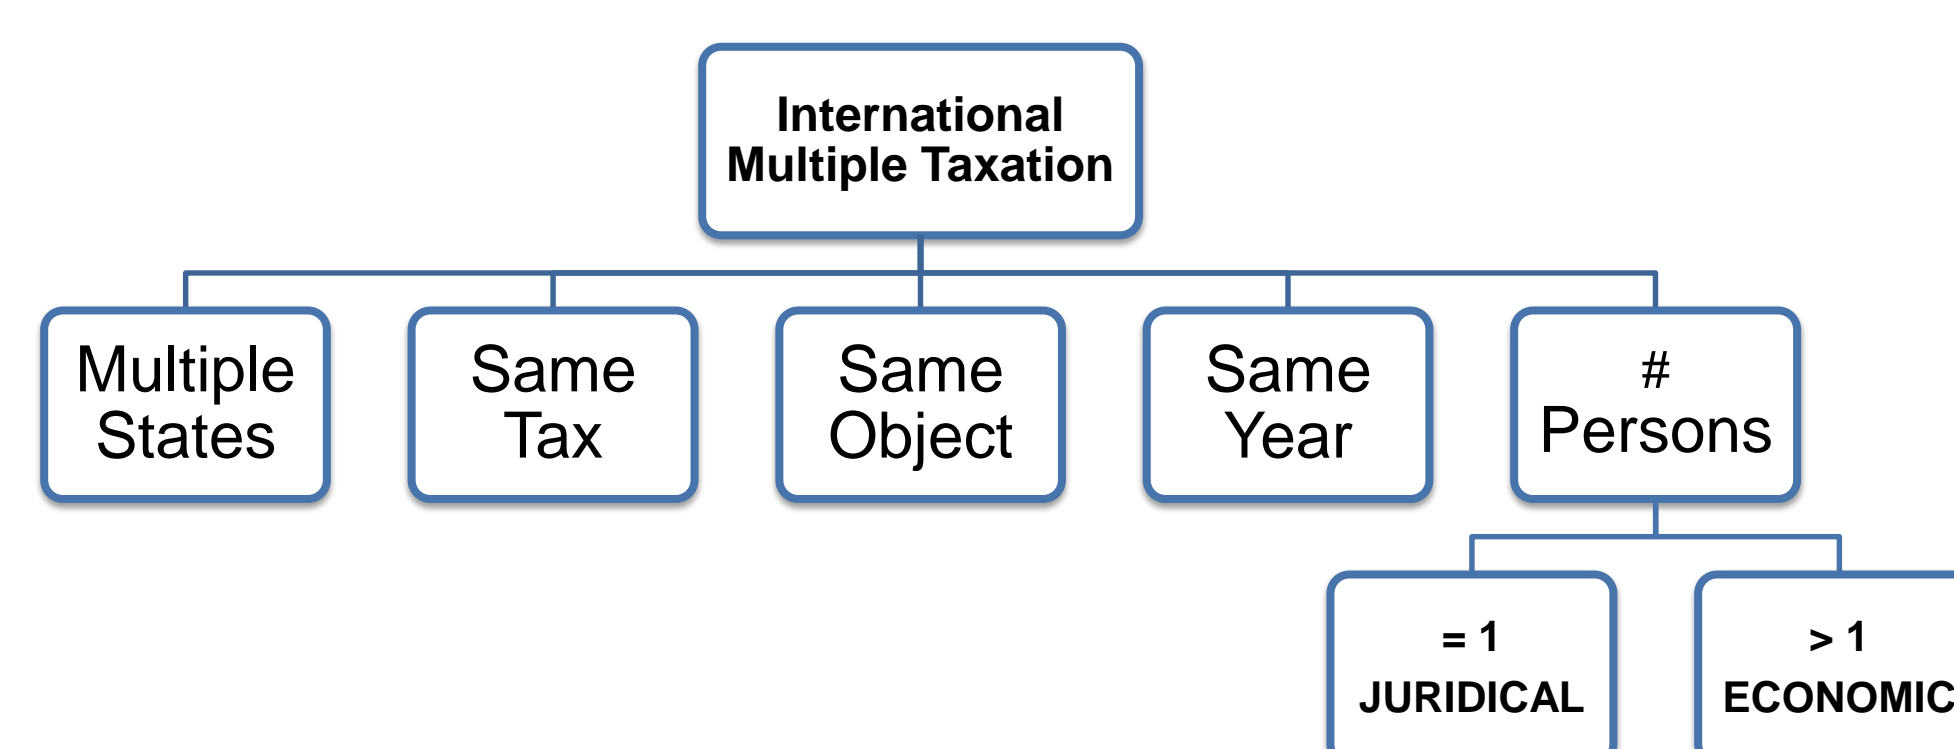 International
Multiple Taxation
Multiple
States
Same
Tax
Same
Object
Same
Year
#
Persons
= 1
JURIDICAL
> 1
ECONOMIC